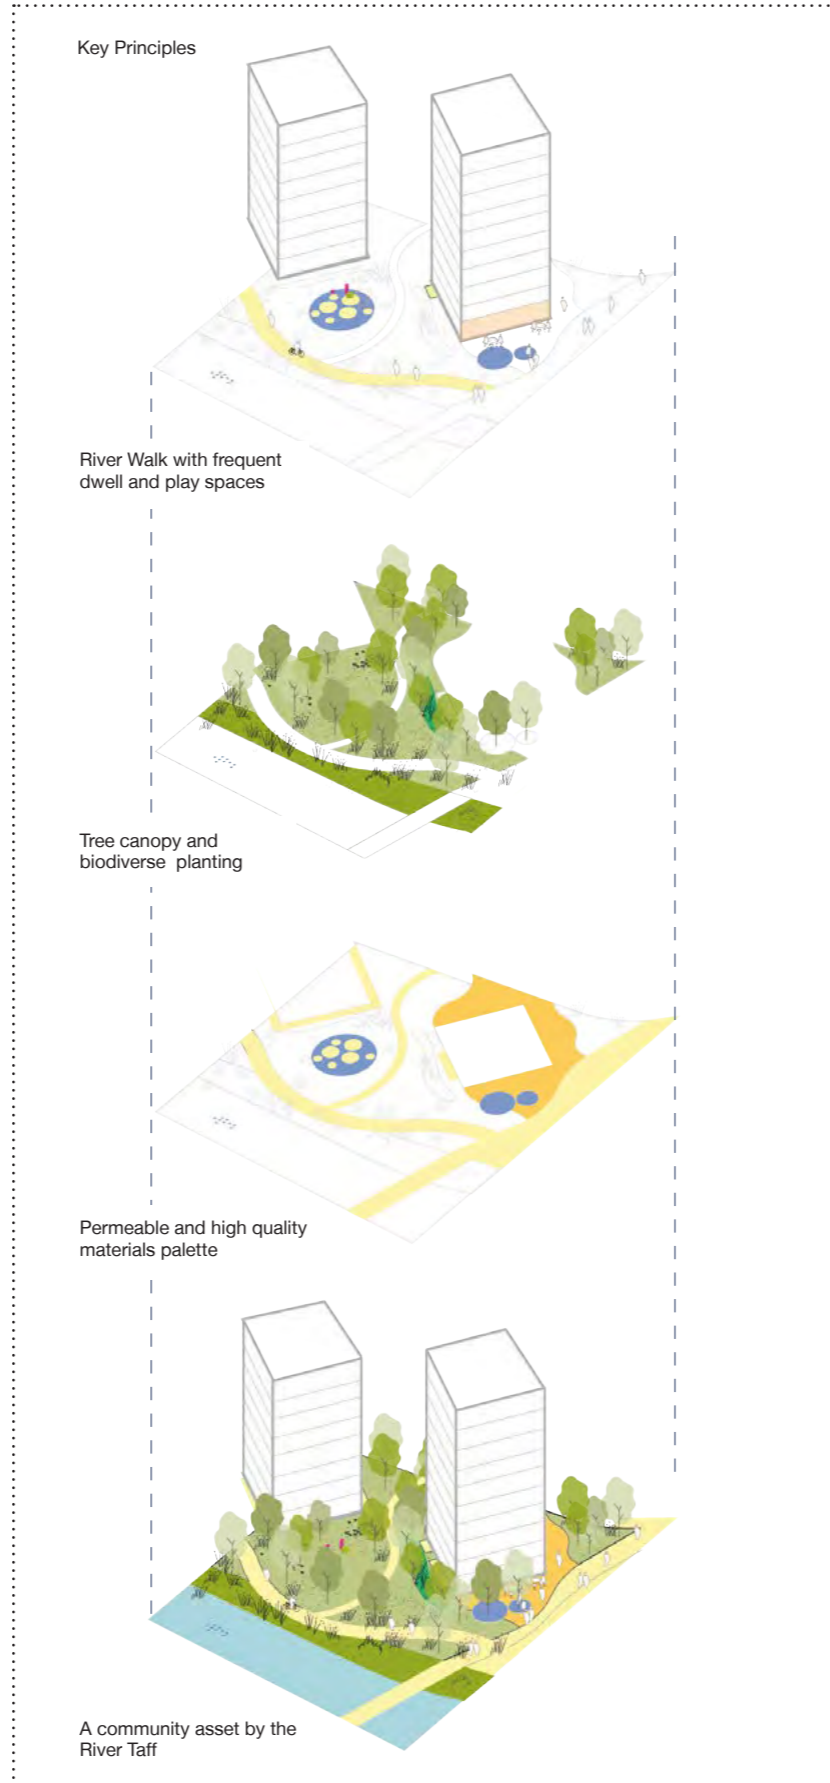 Key Principles
River Walk with frequent
dwell and play spaces
Tree canopy and
biodiverse planting
Permeable and high quality
materials palette
A community asset by the
River Taff